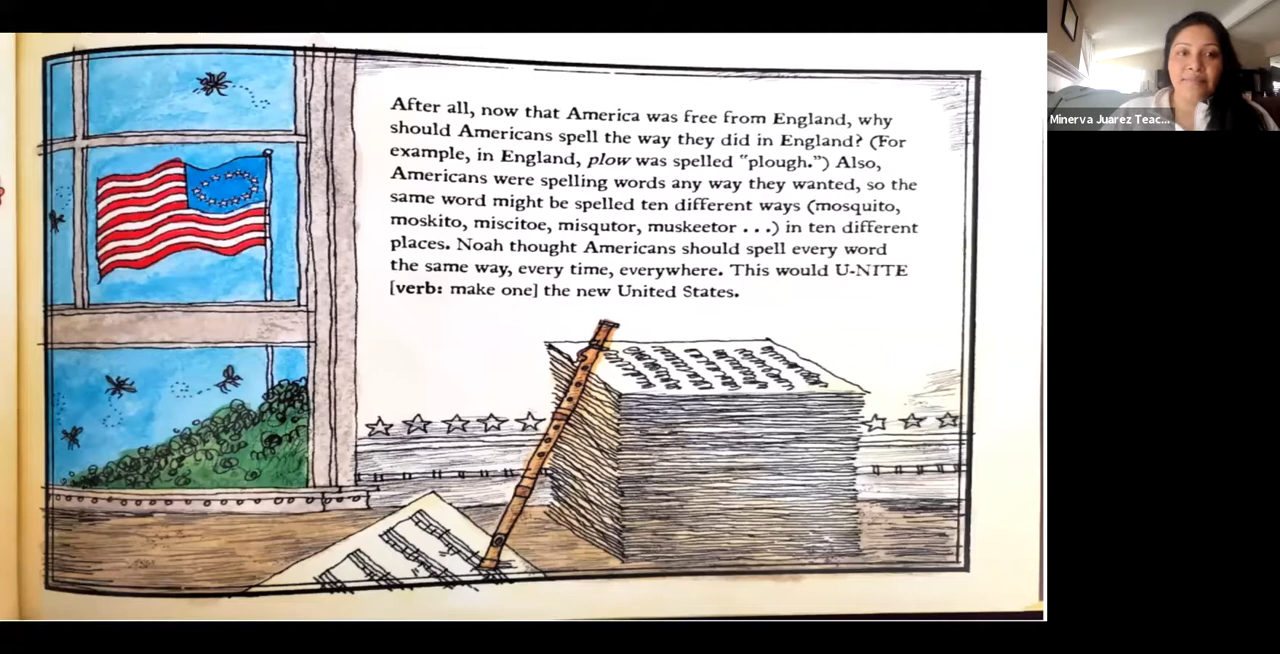 After all, now that America was free from England, why
should Americans spell the way they did in England? (For
example, in England, plow was spelled “plough.”) Also,
Americans were spelling words any way they wanted, so the
same word might be spelled ten different ways (mosquito,
moskito, miscitoe, misqutor, muskeetor . . .) in ten different
places. Noah thought Americans should spell every word
the same way, every time, everywhere. This would U-NITE
[verb: make one] the new United States.
Minerva Juarez Teac...